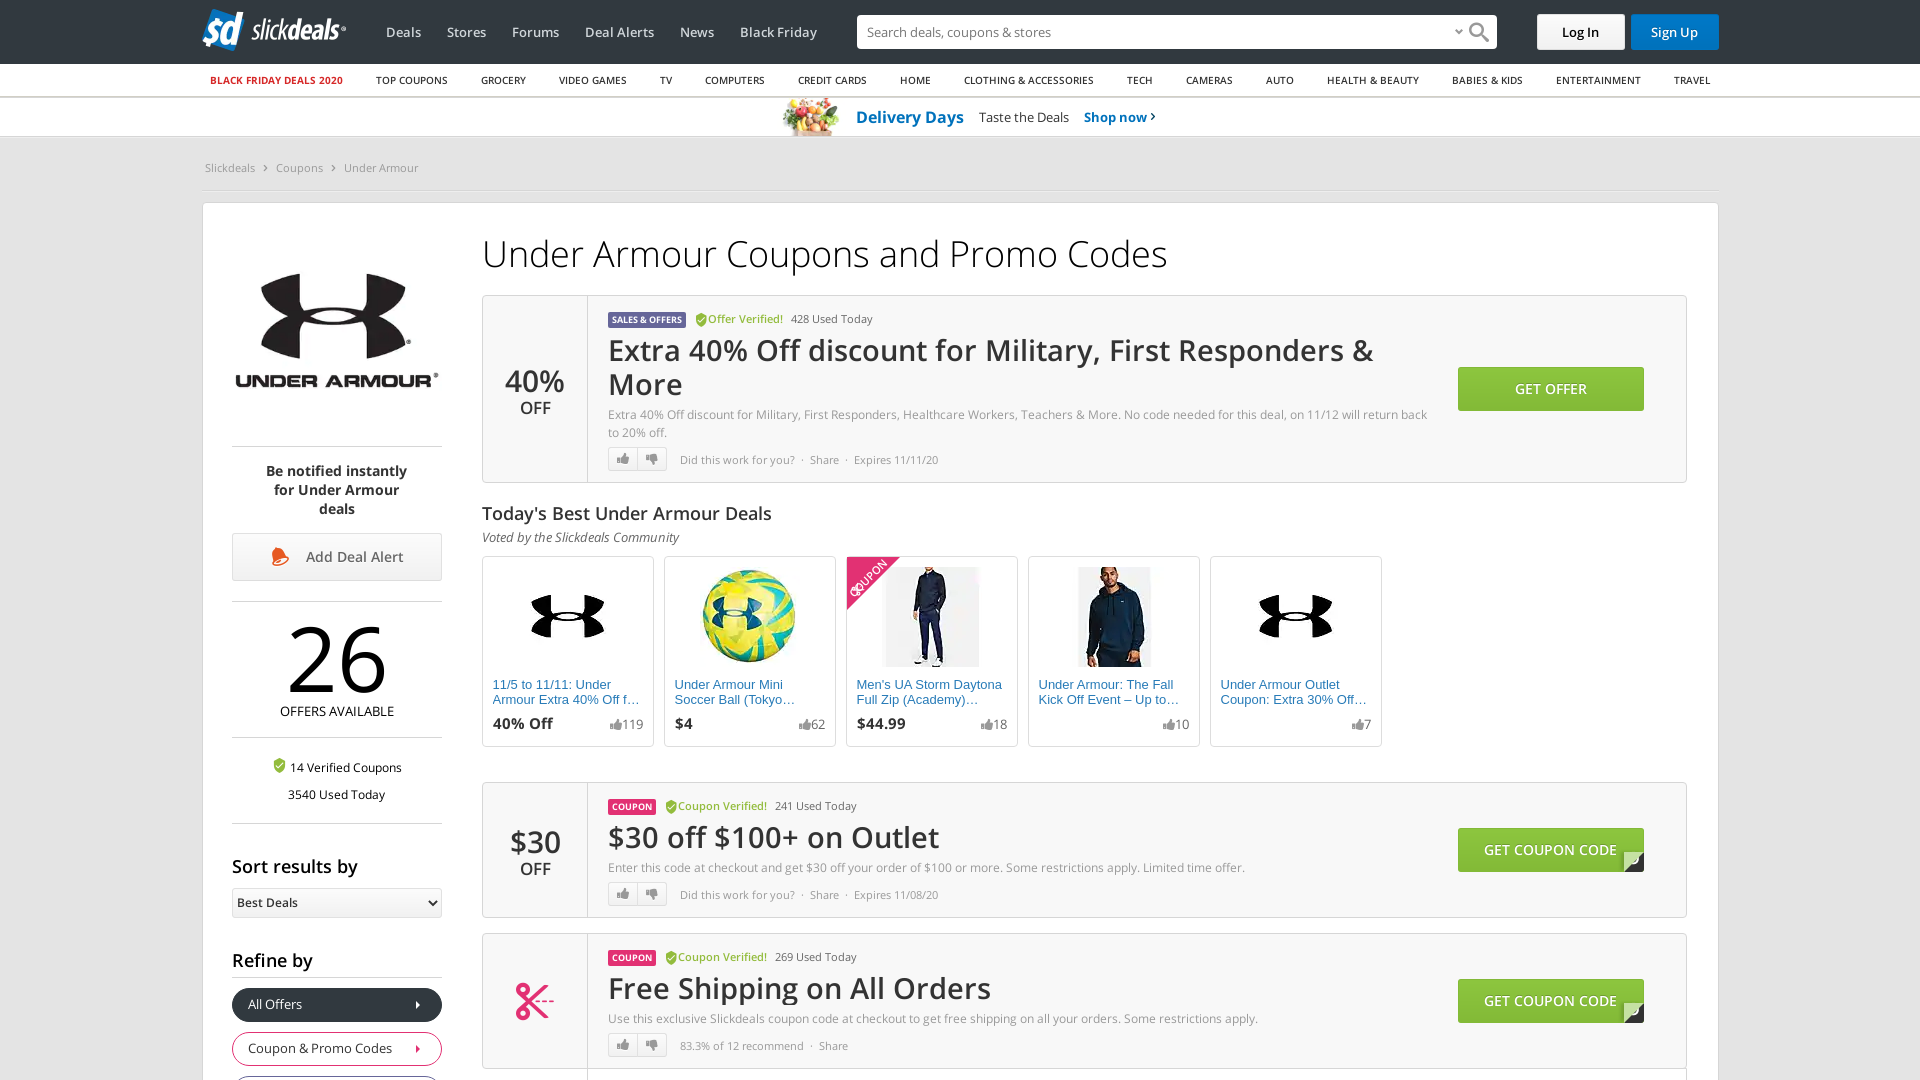 sd slickdeals
Deals Stores Forums Deal Alerts News Black Friday Search deals, coupons & stores Log In Sign Up
BLACK FRIDAY DEALS 2020 TOP COUPONS GROCERY VIDEO GAMES TV COMPUTERS CREDIT CARDS HOME CLOTHING & ACCESSORIES TECH CAMERAS AUTO HEALTH & BEAUTY BABIES & KIDS ENTERTAINMENT TRAVEL
Delivery Days Taste the Deals Shop now
Slickdeals Coupons Under Armour
UNDER ARMOUR
Be notified instantly
for Under Armour
deals
Add Deal Alert
26
OFFERS AVAILABLE
14 Verified Coupons
3540 Used Today
Sort results by
Best Deals
Refine by
All Offers
Coupon & Promo Codes
Under Armour Coupons and Promo Codes
40%
OFF
SALES & OFFERS Offer Verified! 428 Used Today
Extra 40% Off discount for Military, First Responders &
More
Extra 40% Off discount for Military, First Responders, Healthcare Workers, Teachers & More. No code needed for this deal, on 11/12 will return back
to 20% off.
Did this work for you? · Share · Expires 11/11/20
GET OFFER
Today's Best Under Armour Deals
Voted by the Slickdeals Community
11/5 to 11/11: Under
Armour Extra 40% Off f…
40% Off 119
Under Armour Mini
Soccer Ball (Tokyo…
$4 62
COUPON
Men's UA Storm Daytona
Full Zip (Academy)…
$44.99 18
Under Armour: The Fall
Kick Off Event – Up to…
10
Under Armour Outlet
Coupon: Extra 30% Off…
7
$30
OFF
COUPON Coupon Verified! 241 Used Today
$30 off $100+ on Outlet
Enter this code at checkout and get $30 off your order of $100 or more. Some restrictions apply. Limited time offer.
Did this work for you? · Share · Expires 11/08/20
GET COUPON CODE
COUPON Coupon Verified! 269 Used Today
Free Shipping on All Orders
Use this exclusive Slickdeals coupon code at checkout to get free shipping on all your orders. Some restrictions apply.
83.3% of 12 recommend · Share
GET COUPON CODE